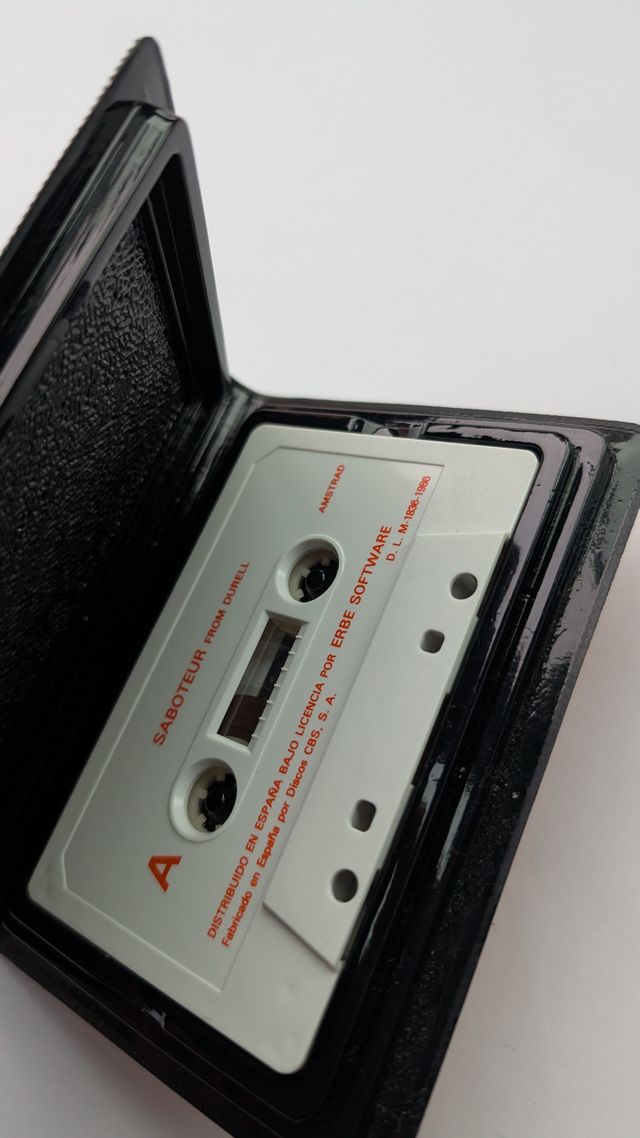 SABOTEUR FROM DURELL
AMSTRAD
A
DISTRIBUIDO EN ESPAÑA BAJO LICENCIA POR ERBE SOFTWARE
Fabricado en España por Discos CBS, S. A.
D. L. M-1836-1986